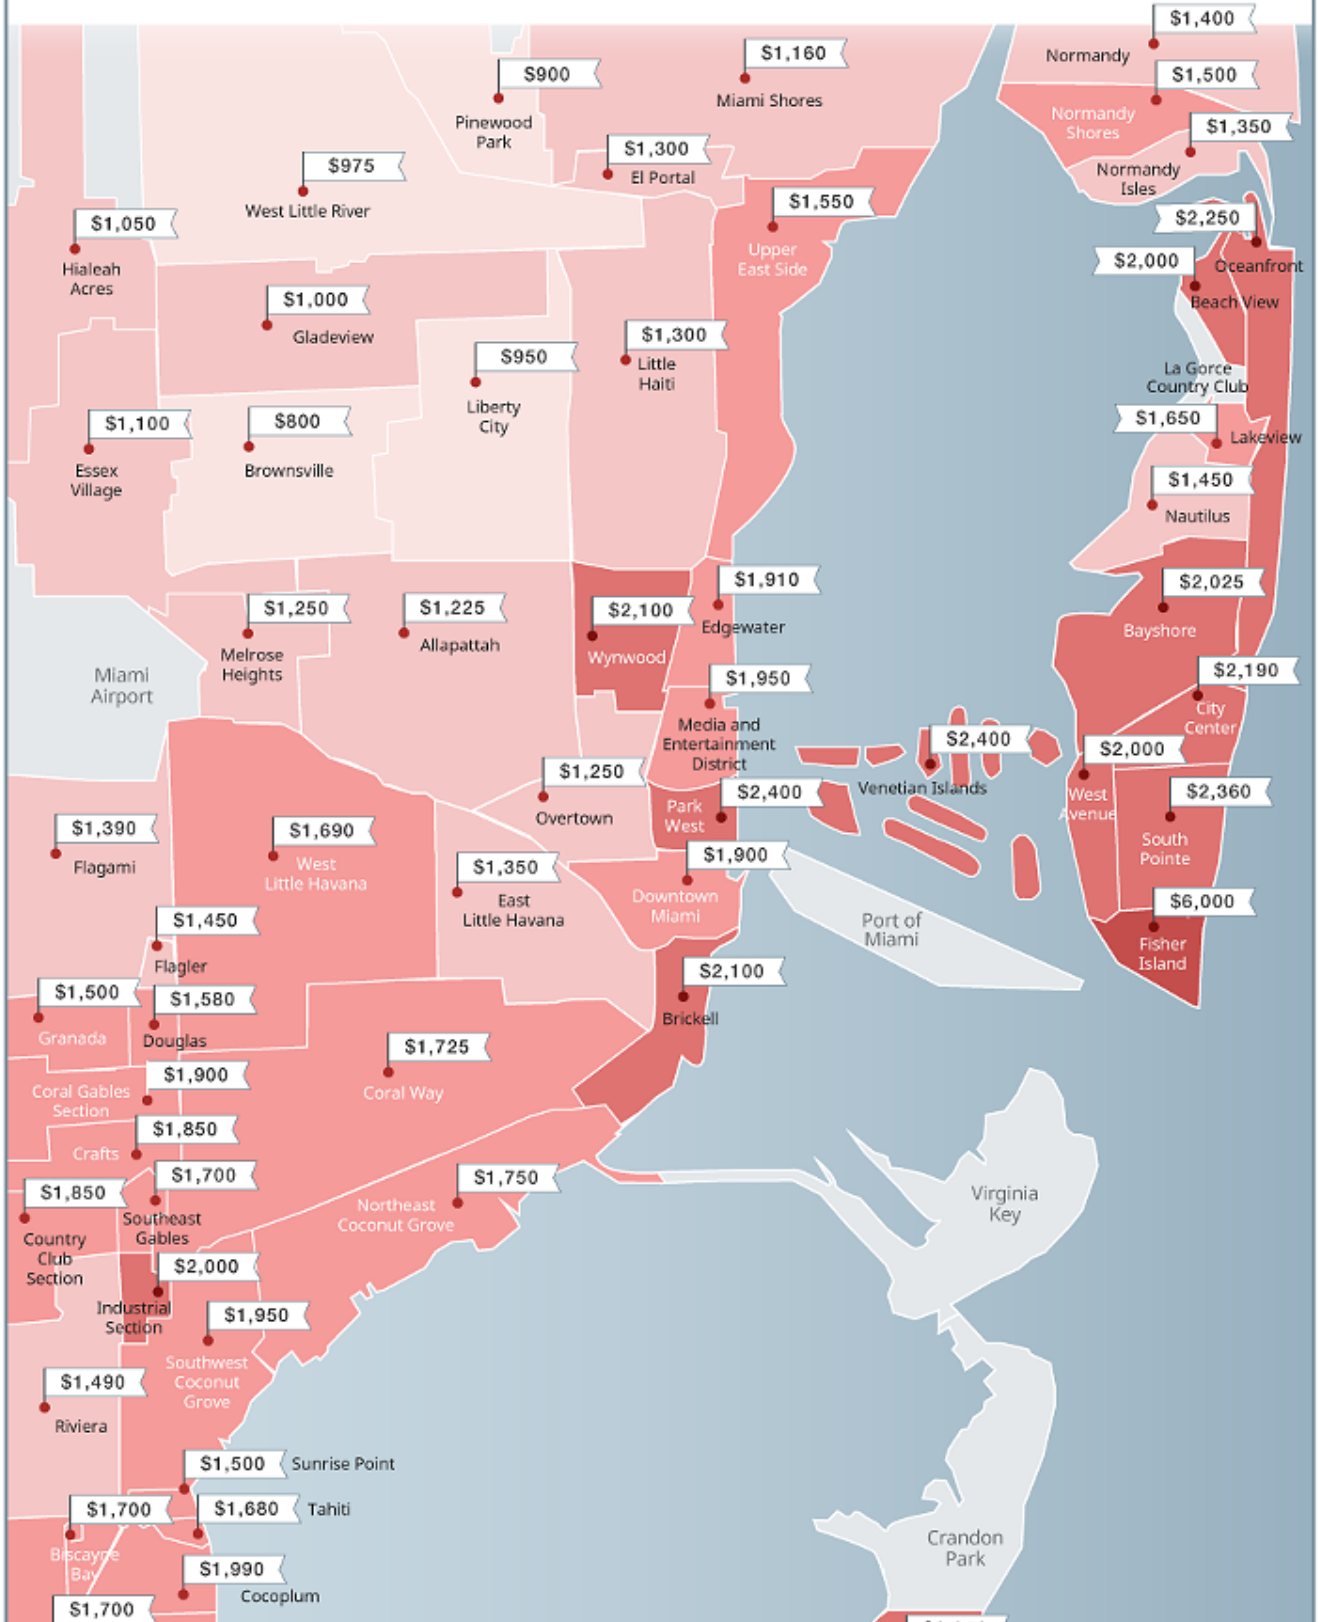 $1,400
Normandy
$1,160
Miami Shores
$900
Pinewood
Park
$1,500
Normandy
Shores
$1,350
Normandy
Isles
$1,300
El Portal
$975
West Little River
$1,550
Upper
East Side
$1,050
Hialeah
Acres
$2,250
Oceanfront
$2,000
Beach View
$1,000
Gladeview
$1,300
Little
Haiti
$950
Liberty
City
La Gorce
Country Club
$1,100
Essex
Village
$800
Brownsville
$1,650
Lakeview
$1,450
Nautilus
$1,910
Edgewater
$2,025
Bayshore
$1,250
Melrose
Heights
$1,225
Allapattah
$2,100
Wynwood
Miami
Airport
$1,950
Media and
Entertainment
District
$2,190
City
Center
$2,400
Venetian Islands
$2,000
West
Avenue
$1,250
Overtown
$2,400
Park
West
$2,360
South
Pointe
$1,390
Flagami
$1,690
West
Little Havana
$1,350
East
Little Havana
$1,900
Downtown
Miami
Port of
Miami
$6,000
Fisher
Island
$1,450
Flagler
$2,100
Brickell
$1,500
Granada
$1,580
Douglas
$1,725
Coral Way
$1,900
Coral Gables
Section
$1,850
Crafts
$1,700
Southeast
Gables
$1,850
Country
Club
Section
$1,750
Northeast
Coconut Grove
Virginia
Key
$2,000
Industrial
Section
$1,950
Southwest
Coconut
Grove
$1,490
Riviera
$1,500
Sunrise Point
$1,700
Biscayne
Bay
$1,680
Tahiti
Crandon
Park
$1,990
Cocoplum
$1,700